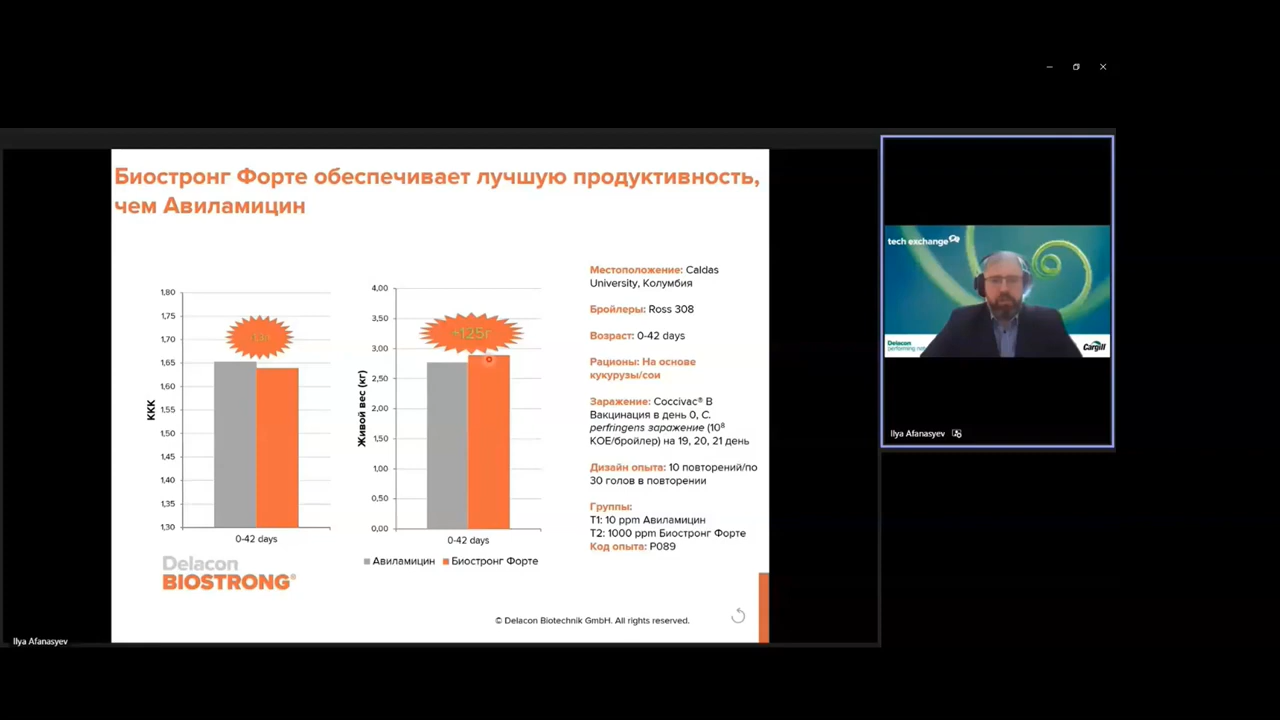 Биостронг Форте обеспечивает лучшую продуктивность,
чем Авиламицин
1,80
1,75
1,70
1,65
1,60
1,55
1,50
1,45
1,40
1,35
1,30
ККК
0-42 days
4,00
3,50
3,00
2,50
2,00
1,50
1,00
0,50
0,00
Живой вес (кг)
+125г
0-42 days
Авиламицин
Биостронг Форте
Местоположение: Caldas
University, Колумбия
Бройлеры: Ross 308
Возраст: 0-42 days
Рационы: На основе
кукурузы/сои
Заражение: Coccivac® B
Вакцинация в день 0, C.
perfringens заражение (10⁸
КОЕ/бройлер) на 19, 20, 21 день
Дизайн опыта: 10 повторений/по
30 голов в повторении
Группы:
T1: 10 ppm Авиламицин
T2: 1000 ppm Биостронг Форте
Код опыта: P089
Delacon
BIOSTRONG®
© Delacon Biotechnik GmbH. All rights reserved.
Ilya Afanasyev
tech exchange
Delacon
performing
Cargill
Ilya Afanasyev